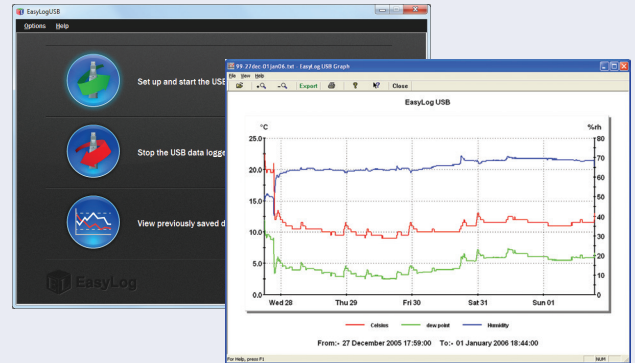 EasyLogUSB
Options Help
Set up and start the USB
Stop the USB data logge
View previously saved d
EasyLog
99-27dec-01jan06.txt - EasyLog USB Graph
File View Help
Export Close
EasyLog USB
°C %rh
25.0
20.0
15.0
10.0
5.0
0.0
80
70
60
50
40
30
20
10
0
Wed 28 Thu 29 Fri 30 Sat 31 Sun 01
Celsius dew point Humidity
From:- 27 December 2005 17:59:00 To:- 01 January 2006 18:44:00
For Help, press F1 NUM